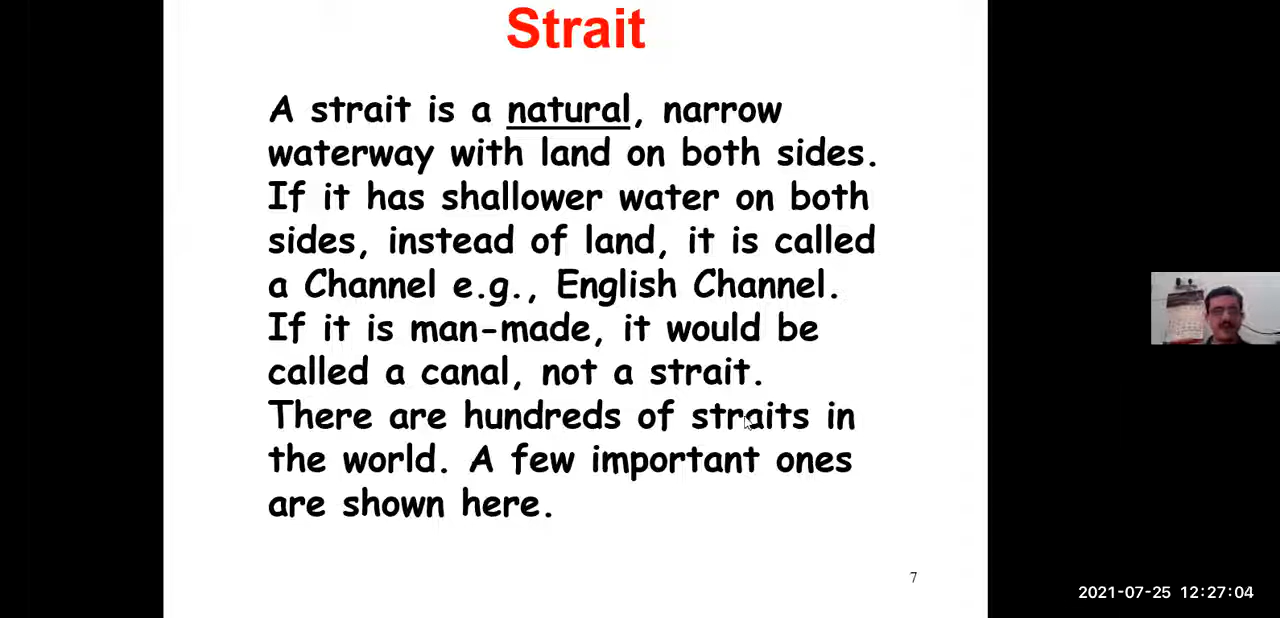 Strait
A strait is a natural, narrow
waterway with land on both sides.
If it has shallower water on both
sides, instead of land, it is called
a Channel e.g., English Channel.
If it is man-made, it would be
called a canal, not a strait.
There are hundreds of straits in
the world. A few important ones
are shown here.
7
2021-07-25 12:27:04